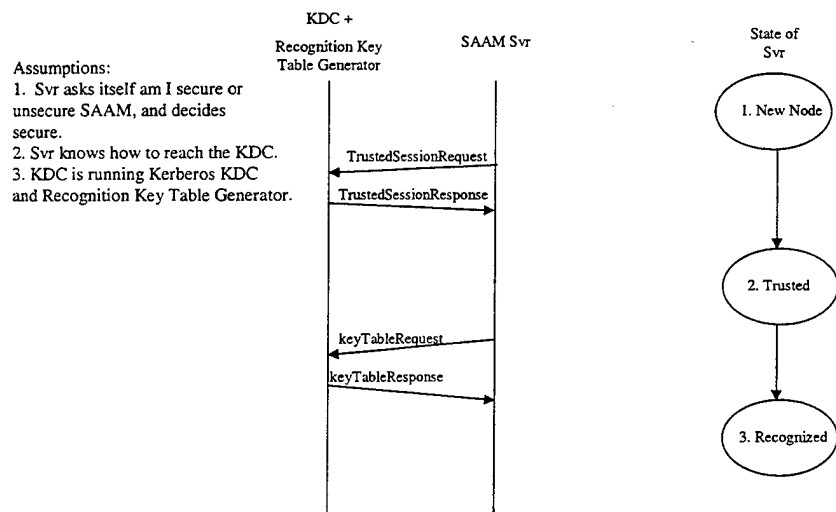 KDC +
Recognition Key
Table Generator
SAAM Svr
State of
Svr
Assumptions:
1. Svr asks itself am I secure or
unsecure SAAM, and decides
secure.
2. Svr knows how to reach the KDC.
3. KDC is running Kerberos KDC
and Recognition Key Table Generator.
TrustedSessionRequest
TrustedSessionResponse
keyTableRequest
keyTableResponse
1. New Node
2. Trusted
3. Recognized